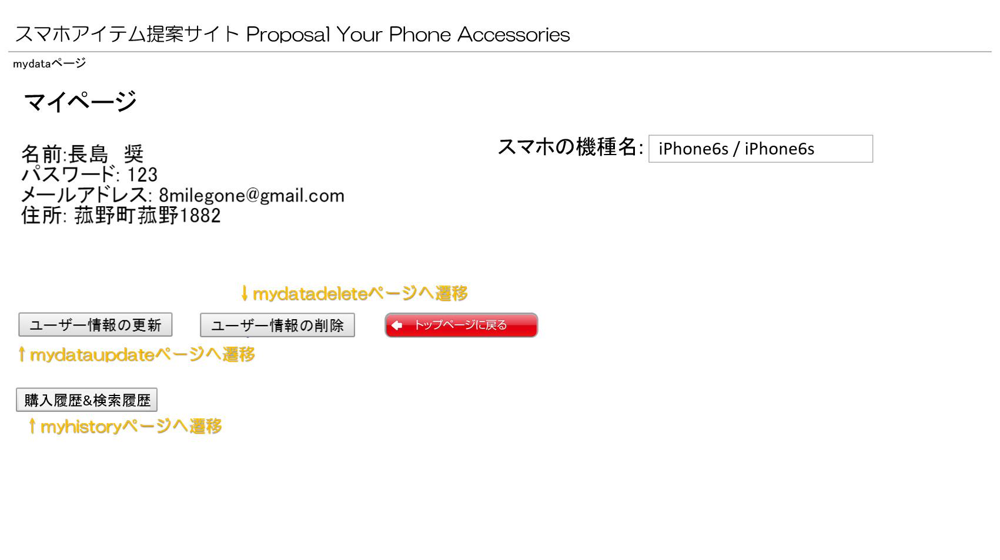 スマホアイテム提案サイト Proposal Your Phone Accessories
mydataページ
マイページ
名前:長島　奨
パスワード: 123
メールアドレス: 8milegone@gmail.com
住所: 菰野町菰野1882
スマホの機種名: iPhone6s / iPhone6s
↓mydatadeleteページへ遷移
ユーザー情報の更新 ユーザー情報の削除 トップページに戻る
↑mydataupdateページへ遷移
購入履歴&検索履歴
↑myhistoryページへ遷移